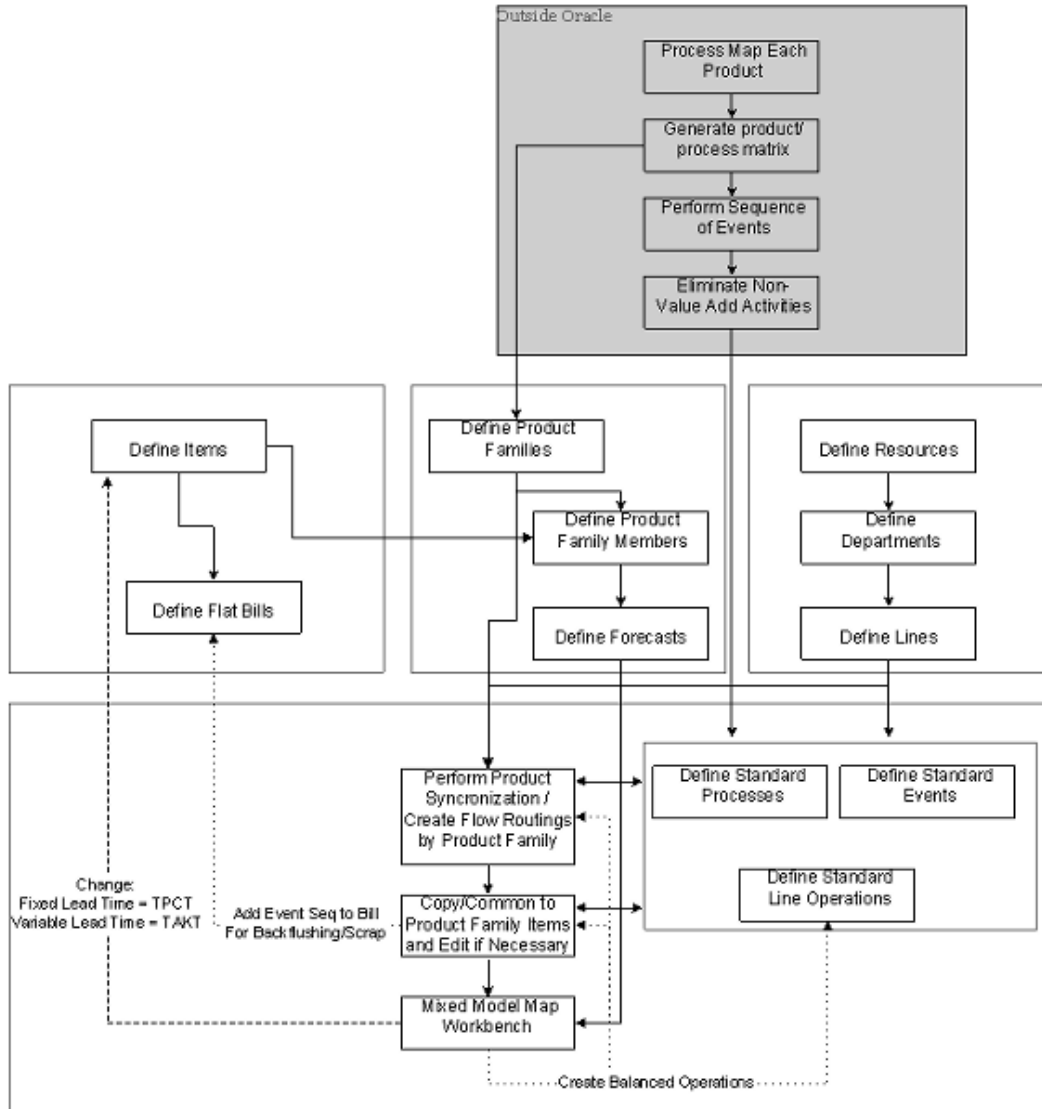 Outside Oracle
Process Map Each
Product
Generate product/
process matrix
Perform Sequence
of Events
Eliminate Non-
Value Add Activities
Define Items
Define Flat Bills
Define Product
Families
Define Product
Family Members
Define Forecasts
Define Resources
Define
Departments
Define Lines
Perform Product
Syncronization /
Create Flow Routings
by Product Family
Define Standard
Processes
Define Standard
Events
Define Standard
Line Operations
Change:
Fixed Lead Time = TPCT
Variable Lead Time = TAKT
Add Event Seq to Bill
For Backflushing/Scrap
Copy/Common to
Product Family Items
and Edit if Necessary
Mixed Model Map
Workbench
Create Balanced Operations